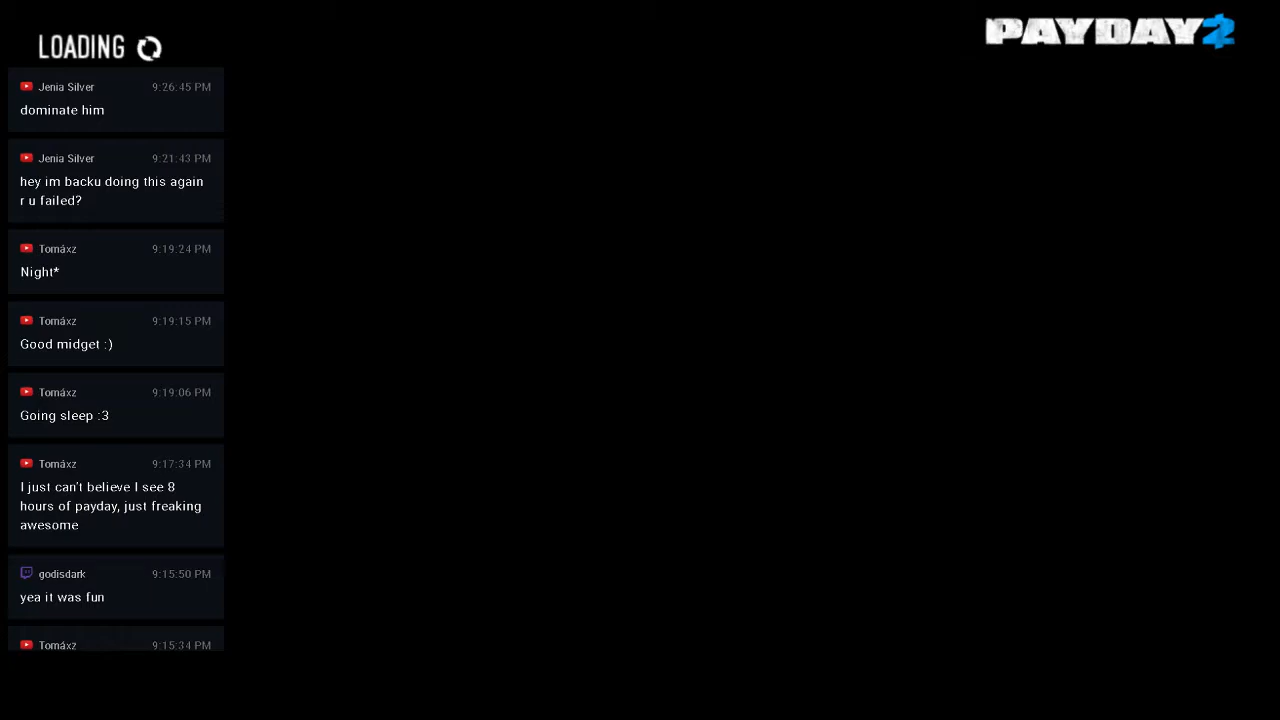 LOADING
PAYDAY 2
Jenia Silver 9:26:45 PM
dominate him
Jenia Silver 9:21:43 PM
hey im backu doing this again
r u failed?
Tomáxz 9:19:24 PM
Night*
Tomáxz 9:19:15 PM
Good midget :)
Tomáxz 9:19:06 PM
Going sleep :3
Tomáxz 9:17:34 PM
I just can't believe I see 8
hours of payday, just freaking
awesome
godisdark 9:15:50 PM
yea it was fun
Tomáxz 9:15:34 PM